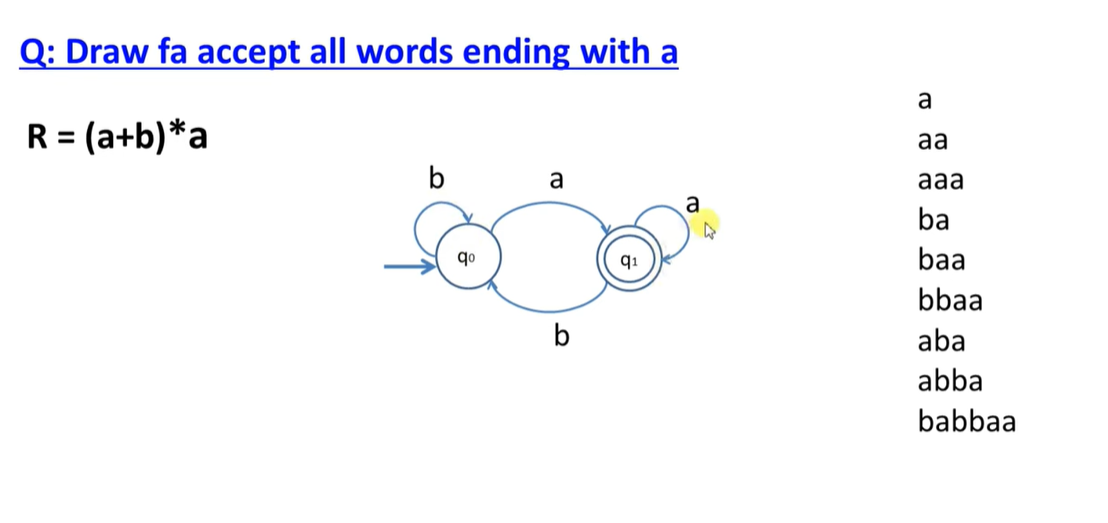 Q: Draw fa accept all words ending with a
R = (a+b)*a
b
a
a
q0
q1
b
a
aa
aaa
ba
baa
bbaa
aba
abba
babbaa